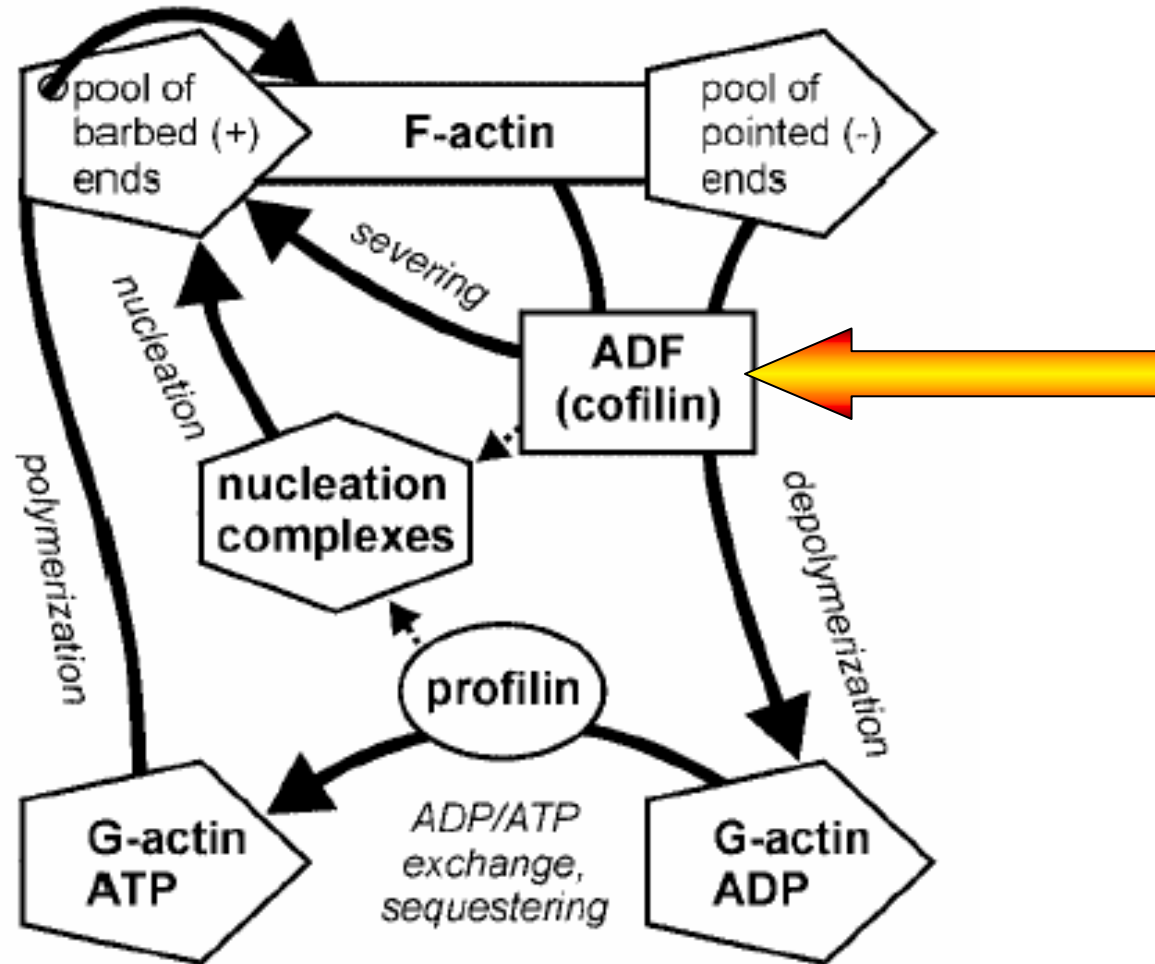 pool of
barbed (+)
ends
F-actin
pool of
pointed (-)
ends
severing
nucleation
ADF
(cofilin)
nucleation
complexes
polymerization
depolymerization
profilin
G-actin
ATP
ADP/ATP
exchange,
sequestering
G-actin
ADP